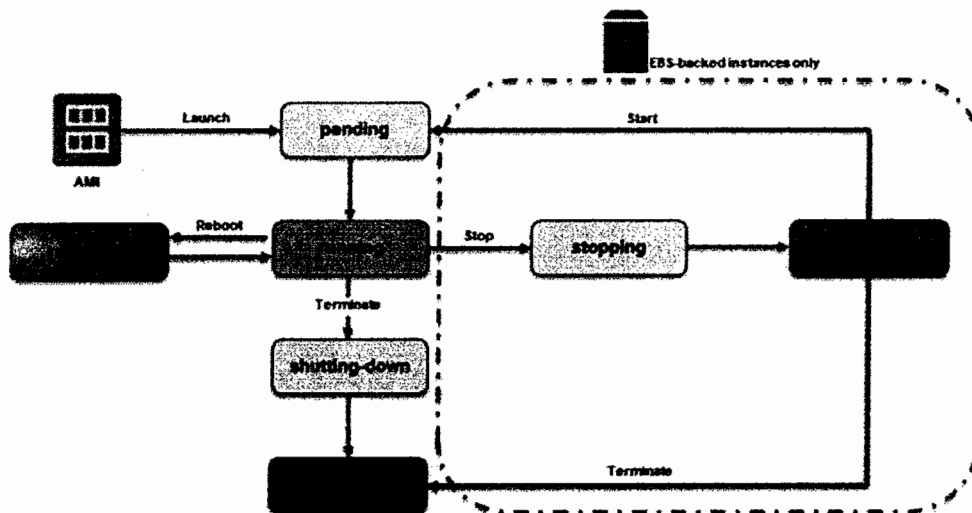 EBS-backed instances only
Launch
pending
Start
AMI
Reboot
Stop
stopping
Terminate
shutting-down
Terminate